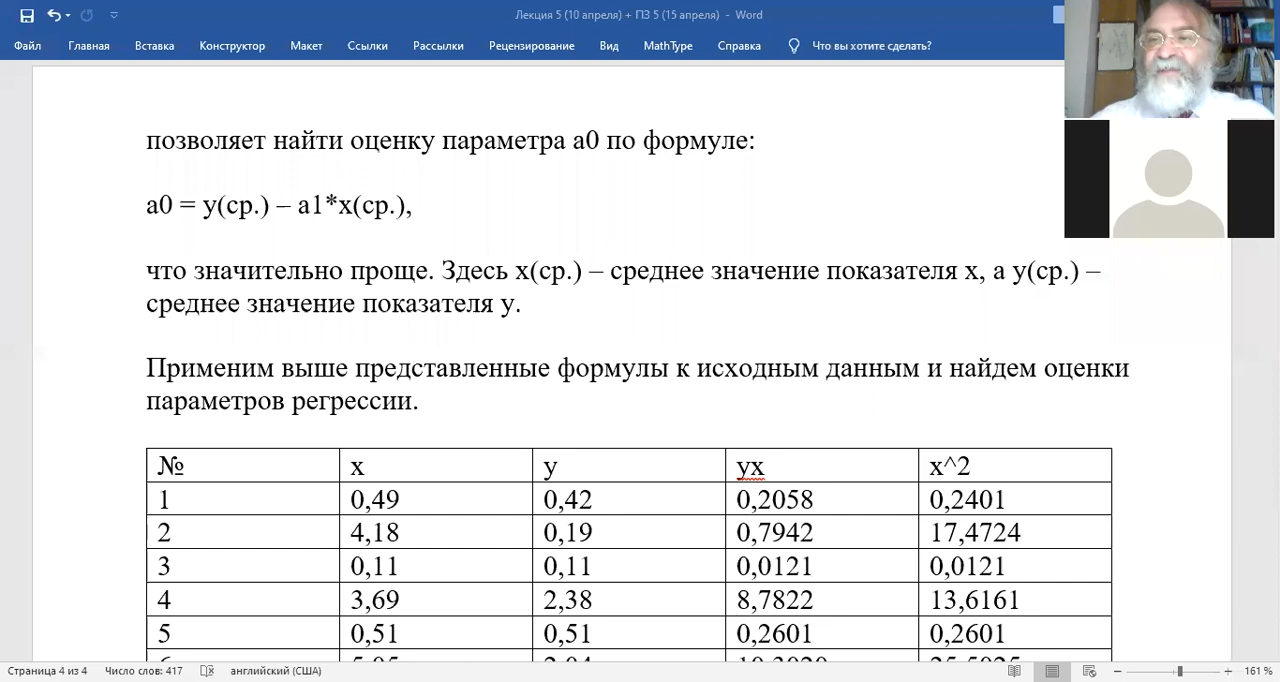 Лекция 5 (10 апреля) + ПЗ 5 (15 апреля) - Word
Файл Главная Вставка Конструктор Макет Ссылки Рассылки Рецензирование Вид MathType Справка Что вы хотите сделать?
позволяет найти оценку параметра a0 по формуле:
a0 = y(ср.) – a1*x(ср.),
что значительно проще. Здесь x(ср.) – среднее значение показателя x, а y(ср.) –
среднее значение показателя y.
Применим выше представленные формулы к исходным данным и найдем оценки
параметров регрессии.
№ x y yx x^2
1 0,49 0,42 0,2058 0,2401
2 4,18 0,19 0,7942 17,4724
3 0,11 0,11 0,0121 0,0121
4 3,69 2,38 8,7822 13,6161
5 0,51 0,51 0,2601 0,2601
Страница 4 из 4 Число слов: 417 английский (США) 161 %